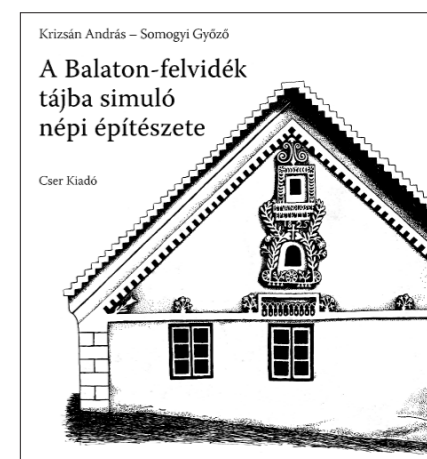 Krizsán András – Somogyi Győző
A Balaton-felvidék
tájba simuló
népi építészete
Cser Kiadó